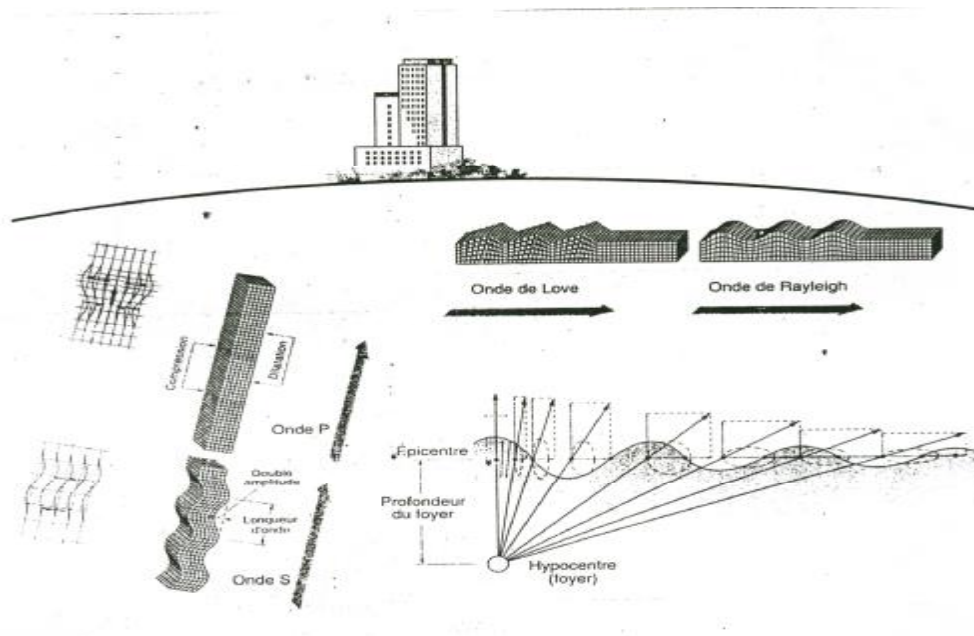 Onde de Love
Onde de Rayleigh
Compression
Dilatation
Onde P
Double
amplitude
Longueur
d'onde
Onde S
Épicentre
Profondeur
du foyer
Hypocentre
(foyer)